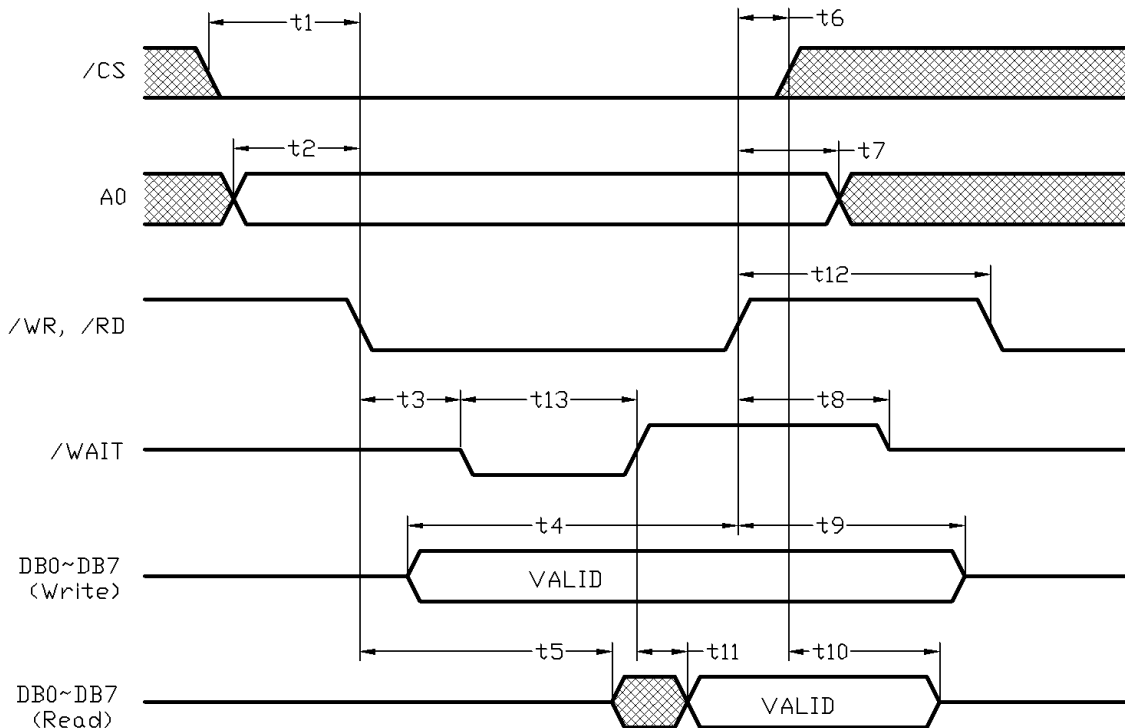 t1
t6
/CS
t2
t7
A0
t12
/WR, /RD
t3
t13
t8
/WAIT
t4
t9
DB0~DB7
(Write)
VALID
t5
t11
t10
DB0~DB7
(Read)
VALID